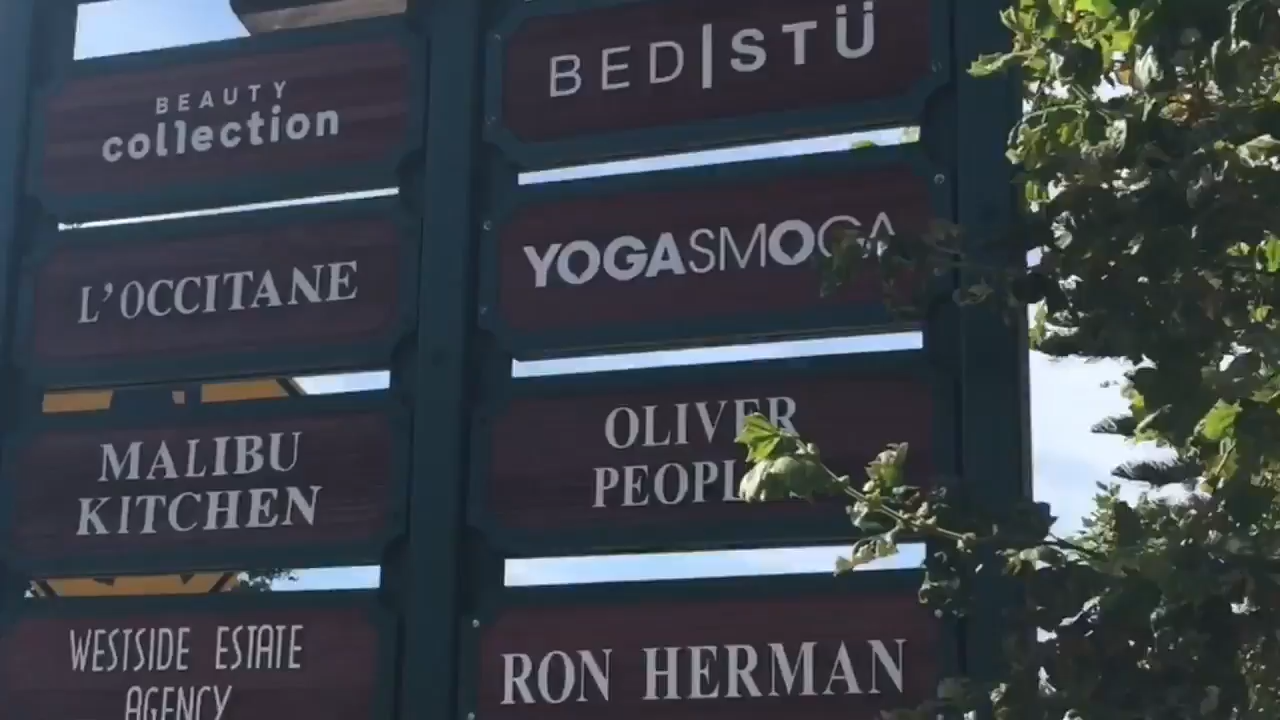 BEAUTY
collection
L'OCCITANE
MALIBU
KITCHEN
WESTSIDE ESTATE
AGENCY
BED|STÜ
YOGASMOGA
OLIVER
PEOPL
RON HERMAN